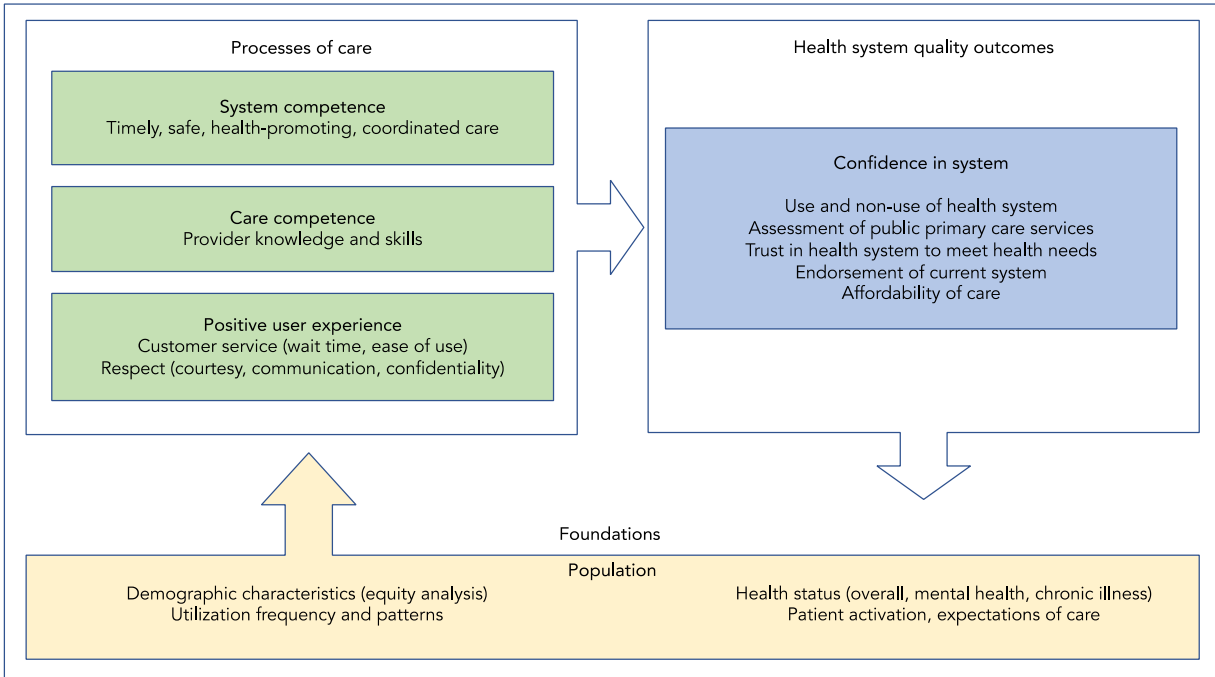 Processes of care
System competence
Timely, safe, health-promoting, coordinated care
Care competence
Provider knowledge and skills
Positive user experience
Customer service (wait time, ease of use)
Respect (courtesy, communication, confidentiality)
Health system quality outcomes
Confidence in system
Use and non-use of health system
Assessment of public primary care services
Trust in health system to meet health needs
Endorsement of current system
Affordability of care
Foundations
Population
Demographic characteristics (equity analysis)
Utilization frequency and patterns
Health status (overall, mental health, chronic illness)
Patient activation, expectations of care